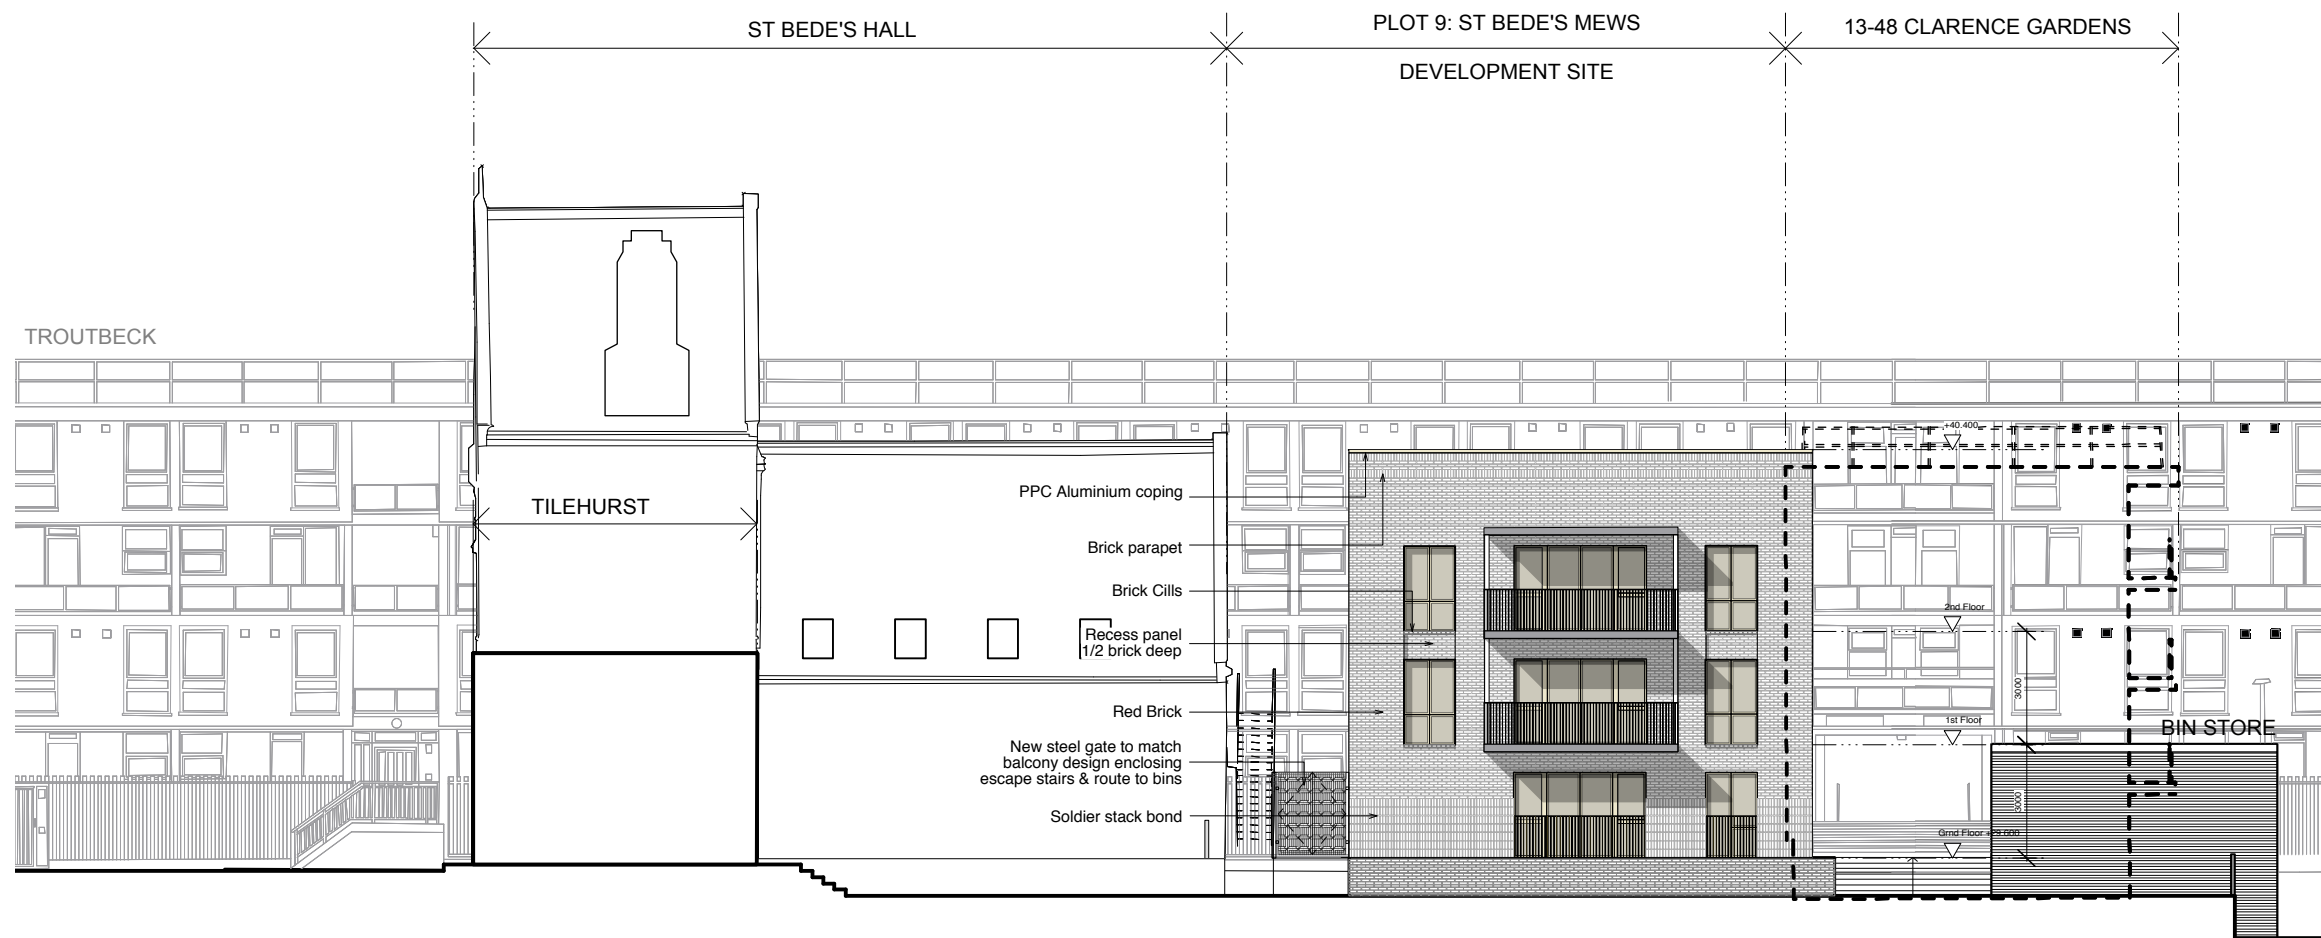 ST BEDE'S HALL
PLOT 9: ST BEDE'S MEWS
DEVELOPMENT SITE
13-48 CLARENCE GARDENS
TROUTBECK
+40.400
PPC Aluminium coping
TILEHURST
Brick parapet
Brick Cills
2nd Floor
Recess panel
1/2 brick deep
3000
Red Brick
1st Floor
BIN STORE
New steel gate to match
balcony design enclosing
escape stairs & route to bins
3000
Soldier stack bond
Grnd Floor +29.600